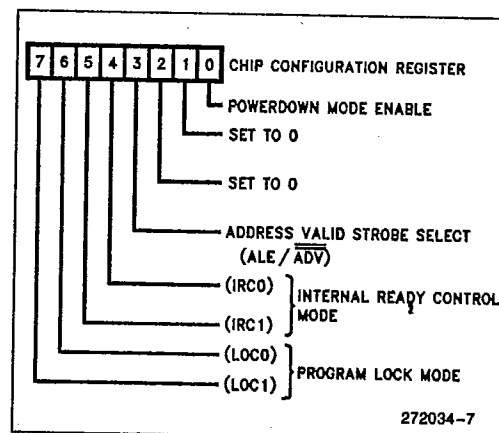 7 6 5 4 3 2 1 0 CHIP CONFIGURATION REGISTER
POWERDOWN MODE ENABLE
SET TO 0
SET TO 0
ADDRESS VALID STROBE SELECT
(ALE/A̅D̅V̅)
(IRC0)
INTERNAL READY CONTROL
MODE
(IRC1)
(LOC0)
PROGRAM LOCK MODE
(LOC1)
272034-7